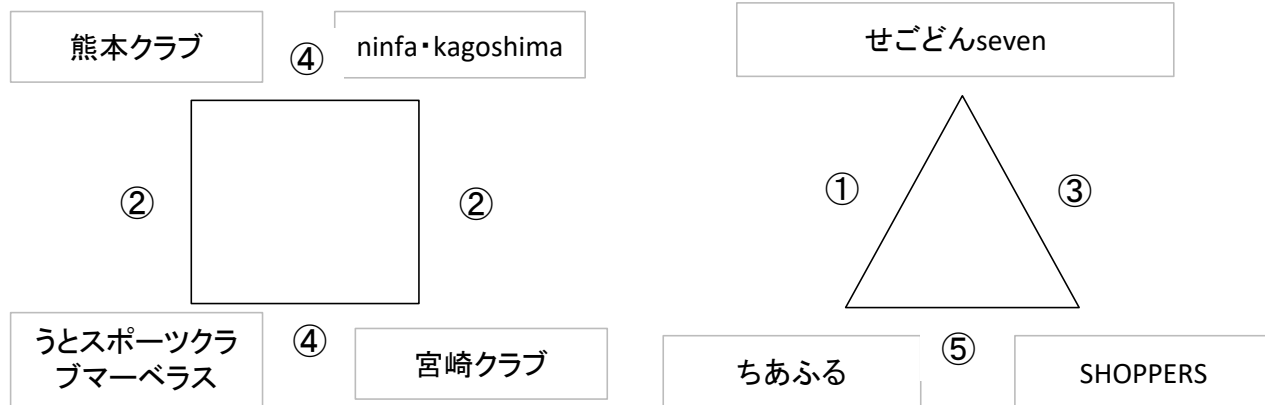 熊本クラブ
④
ninfa・kagoshima
②
②
うとスポーツクラ
ブマーベラス
④
宮崎クラブ
せごどんseven
①
③
ちあふる
⑤
SHOPPERS